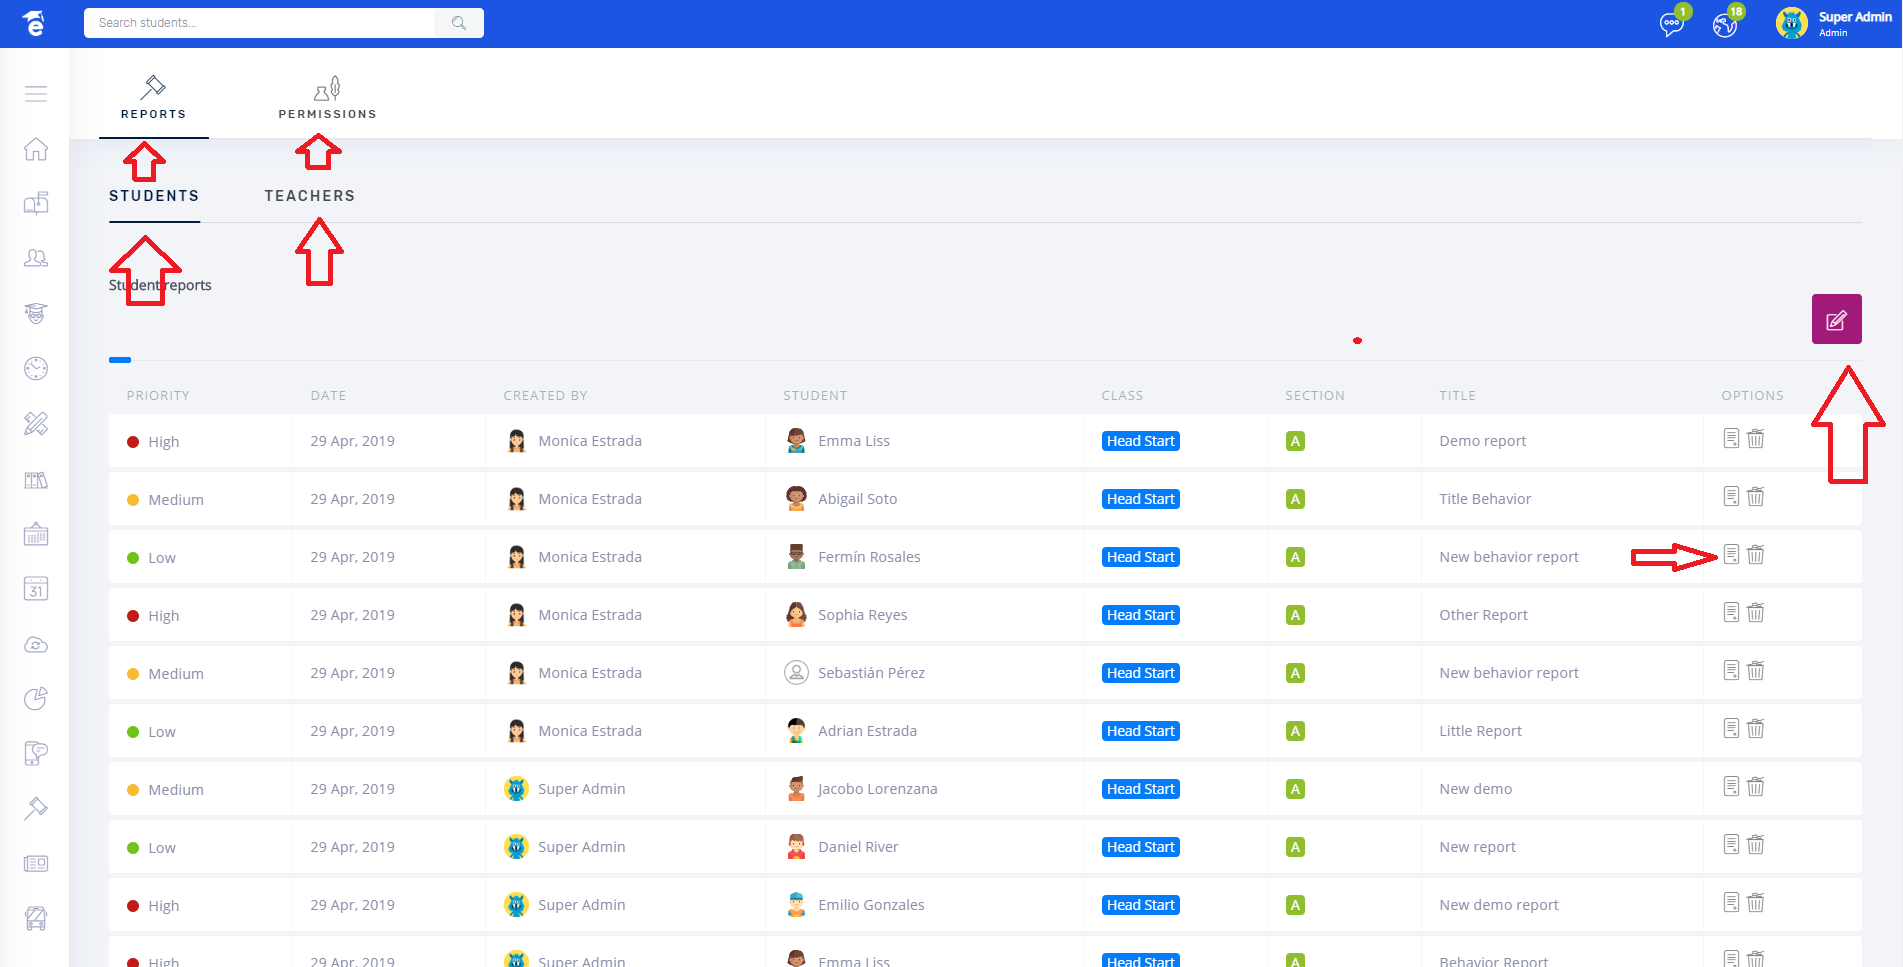 e
Search students...
1
18
Super Admin
Admin
REPORTS
PERMISSIONS
STUDENTS
TEACHERS
Student reports
PRIORITY DATE CREATED BY STUDENT CLASS SECTION TITLE OPTIONS
High 29 Apr, 2019 Monica Estrada Emma Liss Head Start A Demo report
Medium 29 Apr, 2019 Monica Estrada Abigail Soto Head Start A Title Behavior
Low 29 Apr, 2019 Monica Estrada Fermín Rosales Head Start A New behavior report
High 29 Apr, 2019 Monica Estrada Sophia Reyes Head Start A Other Report
Medium 29 Apr, 2019 Monica Estrada Sebastián Pérez Head Start A New behavior report
Low 29 Apr, 2019 Monica Estrada Adrian Estrada Head Start A Little Report
Medium 29 Apr, 2019 Super Admin Jacobo Lorenzana Head Start A New demo
Low 29 Apr, 2019 Super Admin Daniel River Head Start A New report
High 29 Apr, 2019 Super Admin Emilio Gonzales Head Start A New demo report
High 29 Apr, 2019 Super Admin Emma Liss Head Start A Behavior Report
31